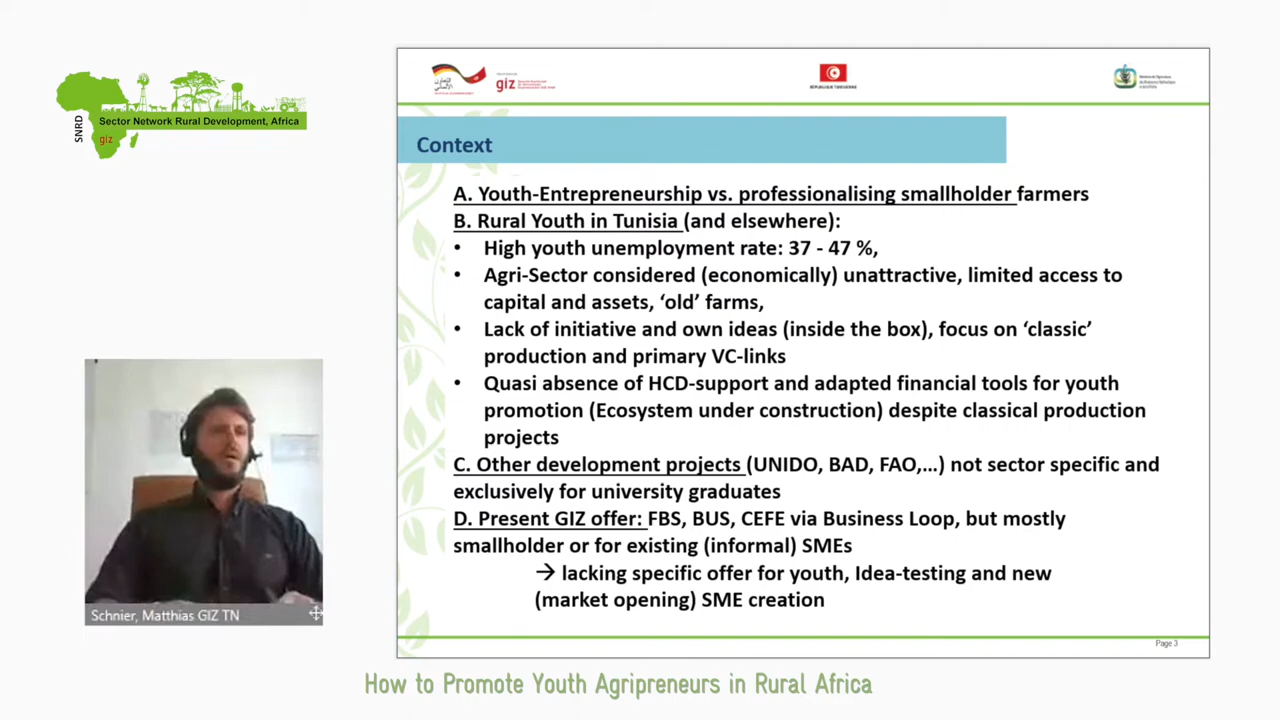 SNRD
Sector Network Rural Development, Africa
giz
giz
RÉPUBLIQUE TUNISIENNE
Context
A. Youth-Entrepreneurship vs. professionalising smallholder farmers
B. Rural Youth in Tunisia (and elsewhere):
• High youth unemployment rate: 37 - 47 %,
• Agri-Sector considered (economically) unattractive, limited access to
capital and assets, ‘old’ farms,
• Lack of initiative and own ideas (inside the box), focus on ‘classic’
production and primary VC-links
• Quasi absence of HCD-support and adapted financial tools for youth
promotion (Ecosystem under construction) despite classical production
projects
C. Other development projects (UNIDO, BAD, FAO,…) not sector specific and
exclusively for university graduates
D. Present GIZ offer: FBS, BUS, CEFE via Business Loop, but mostly
smallholder or for existing (informal) SMEs
→ lacking specific offer for youth, Idea-testing and new
(market opening) SME creation
Page 3
Schnier, Matthias GIZ TN
How to Promote Youth Agripreneurs in Rural Africa